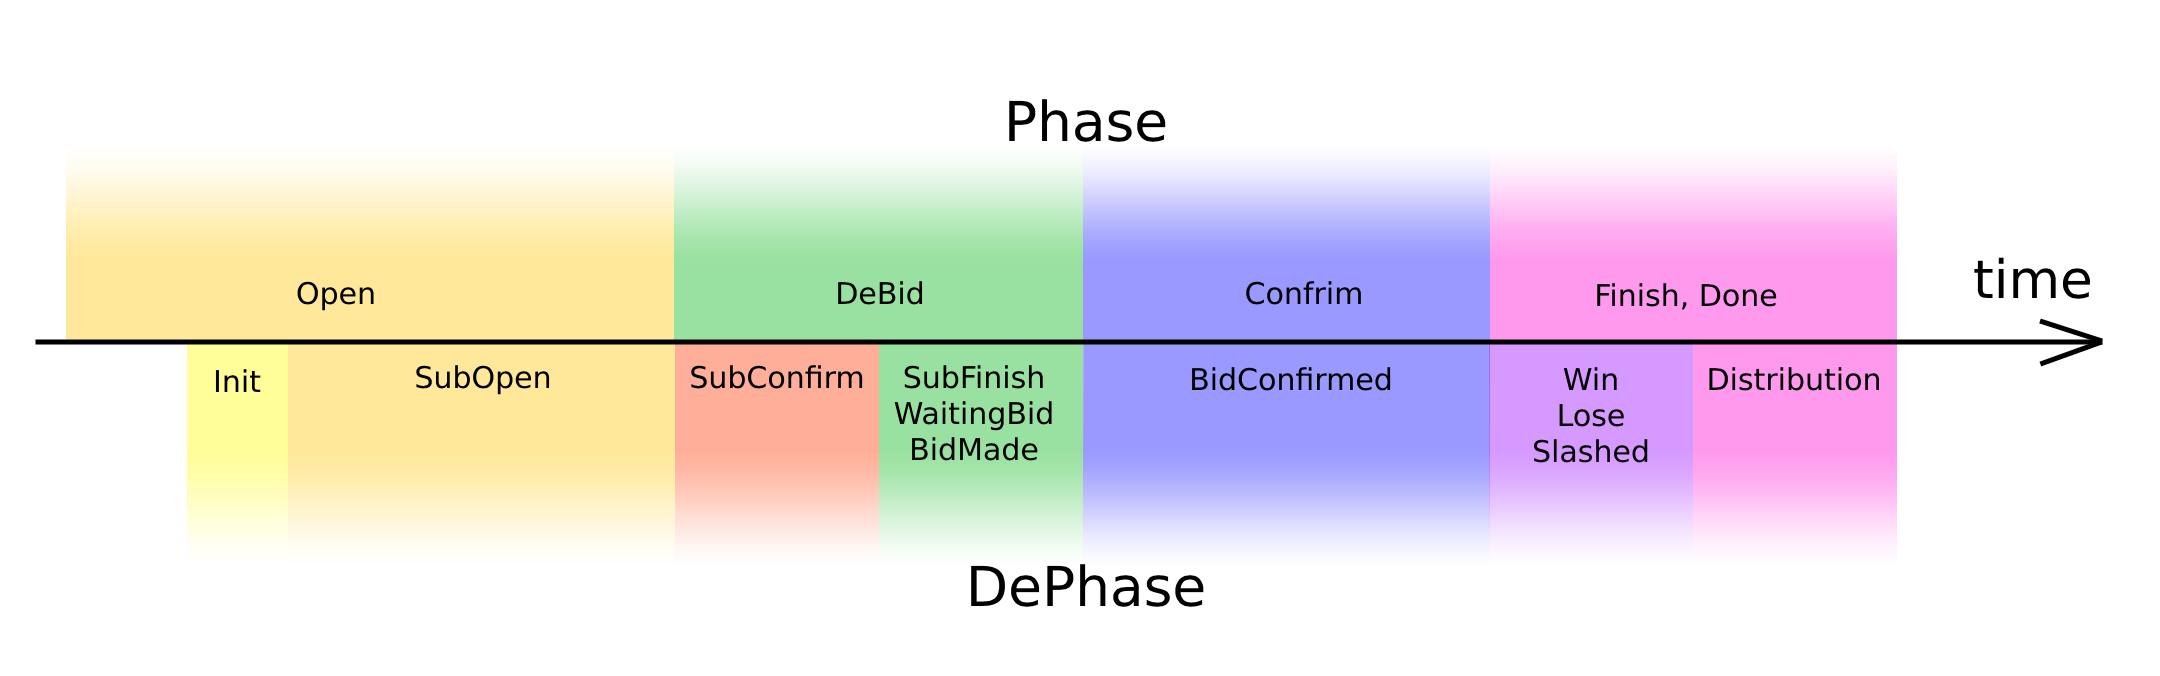 Phase
Open
DeBid
Confrim
Finish, Done
time
Init
SubOpen
SubConfirm
SubFinish
WaitingBid
BidMade
BidConfirmed
Win
Lose
Slashed
Distribution
DePhase